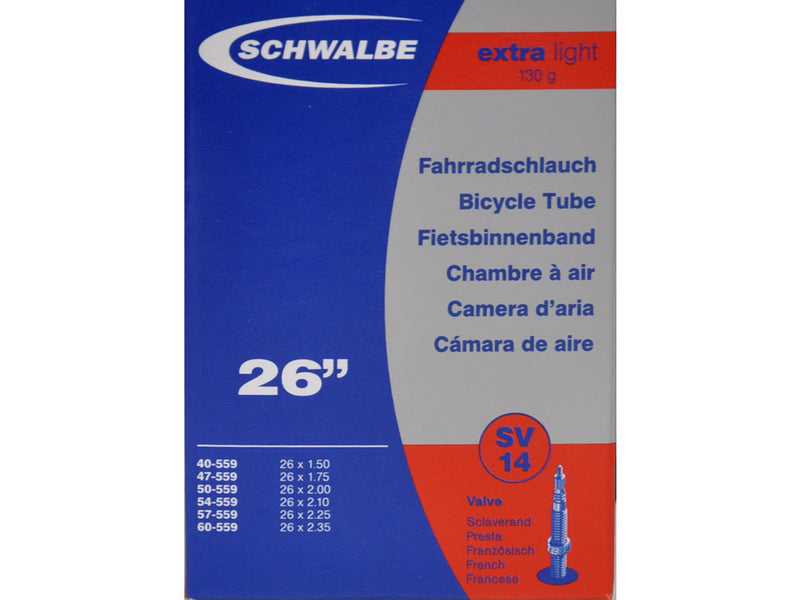 SCHWALBE
extra light
130 g
Fahrradschlauch
Bicycle Tube
Fietsbinnenband
Chambre à air
Camera d'aria
Cámara de aire
26”
40-559 26 x 1.50
47-559 26 x 1.75
50-559 26 x 2.00
54-559 26 x 2.10
57-559 26 x 2.25
60-559 26 x 2.35
SV
14
Valve
Sclaverand
Presta
Französisch
French
Francese